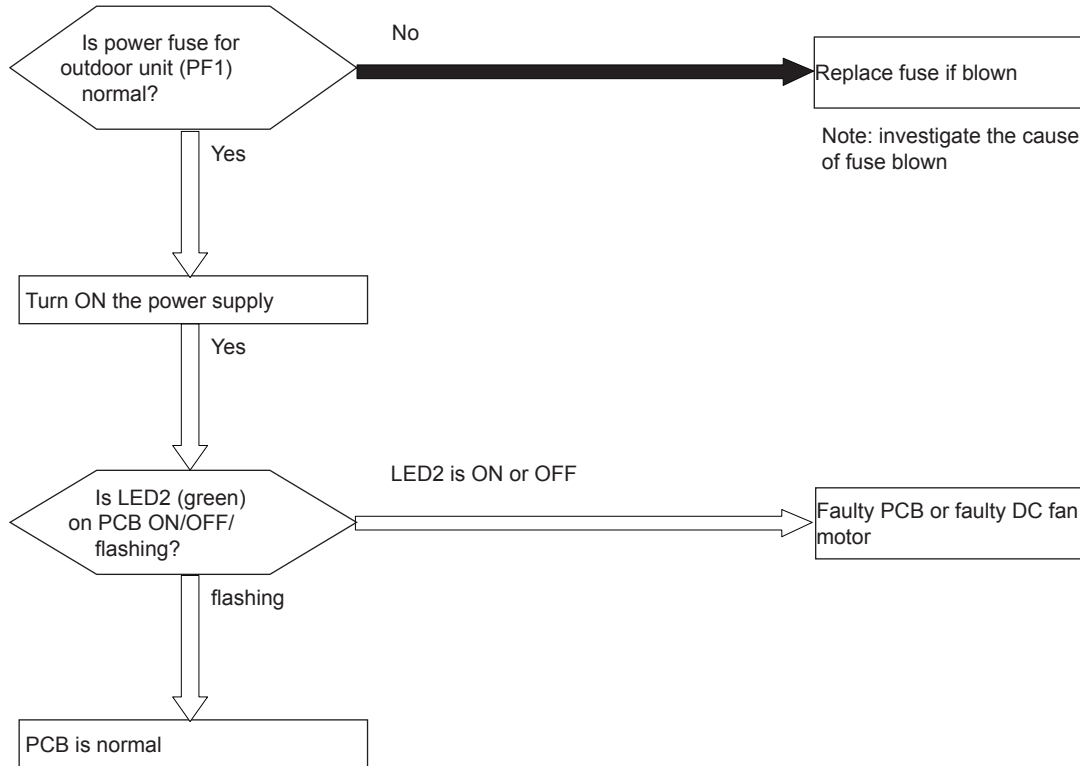 Is power fuse for
outdoor unit (PF1)
normal?
No
Replace fuse if blown
Note: investigate the cause
of fuse blown
Yes
Turn ON the power supply
Yes
Is LED2 (green)
on PCB ON/OFF/
flashing?
LED2 is ON or OFF
Faulty PCB or faulty DC fan
motor
flashing
PCB is normal